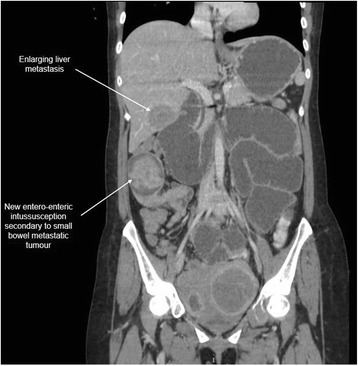 Enlarging liver
metastasis
New entero-enteric
intussusception
secondary to small
bowel metastatic
tumour